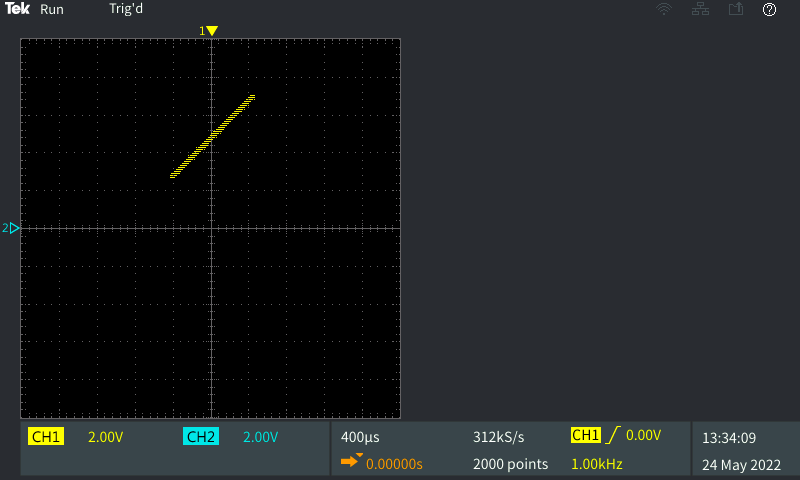 Tek Run Trig'd
1
2
CH1 2.00V CH2 2.00V 400µs 312kS/s CH1 0.00V 13:34:09
0.00000s 2000 points 1.00kHz 24 May 2022